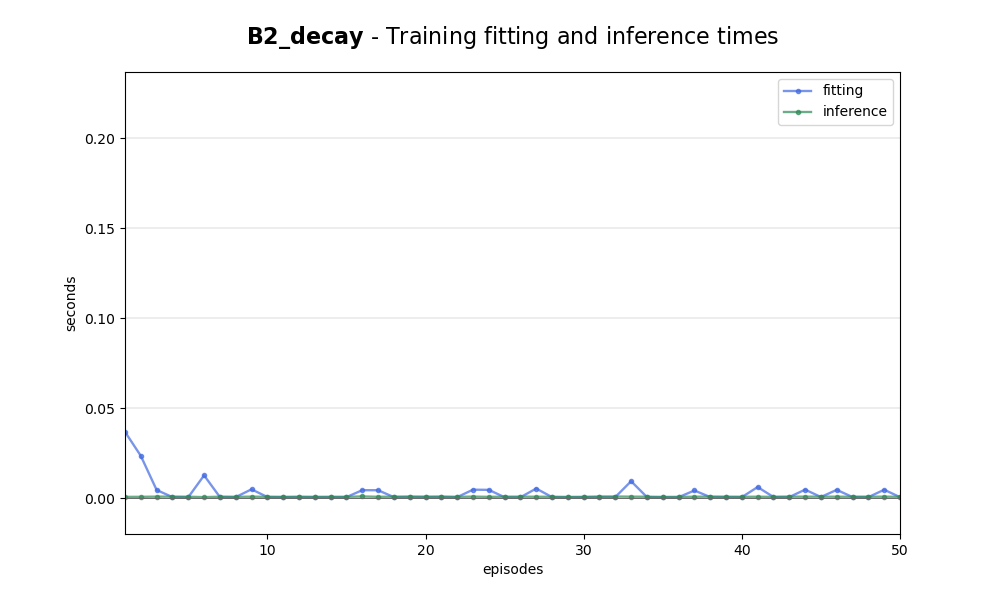 B2_decay - Training fitting and inference times
fitting
inference
0.20
0.15
0.10
0.05
0.00
seconds
10
20
30
40
50
episodes